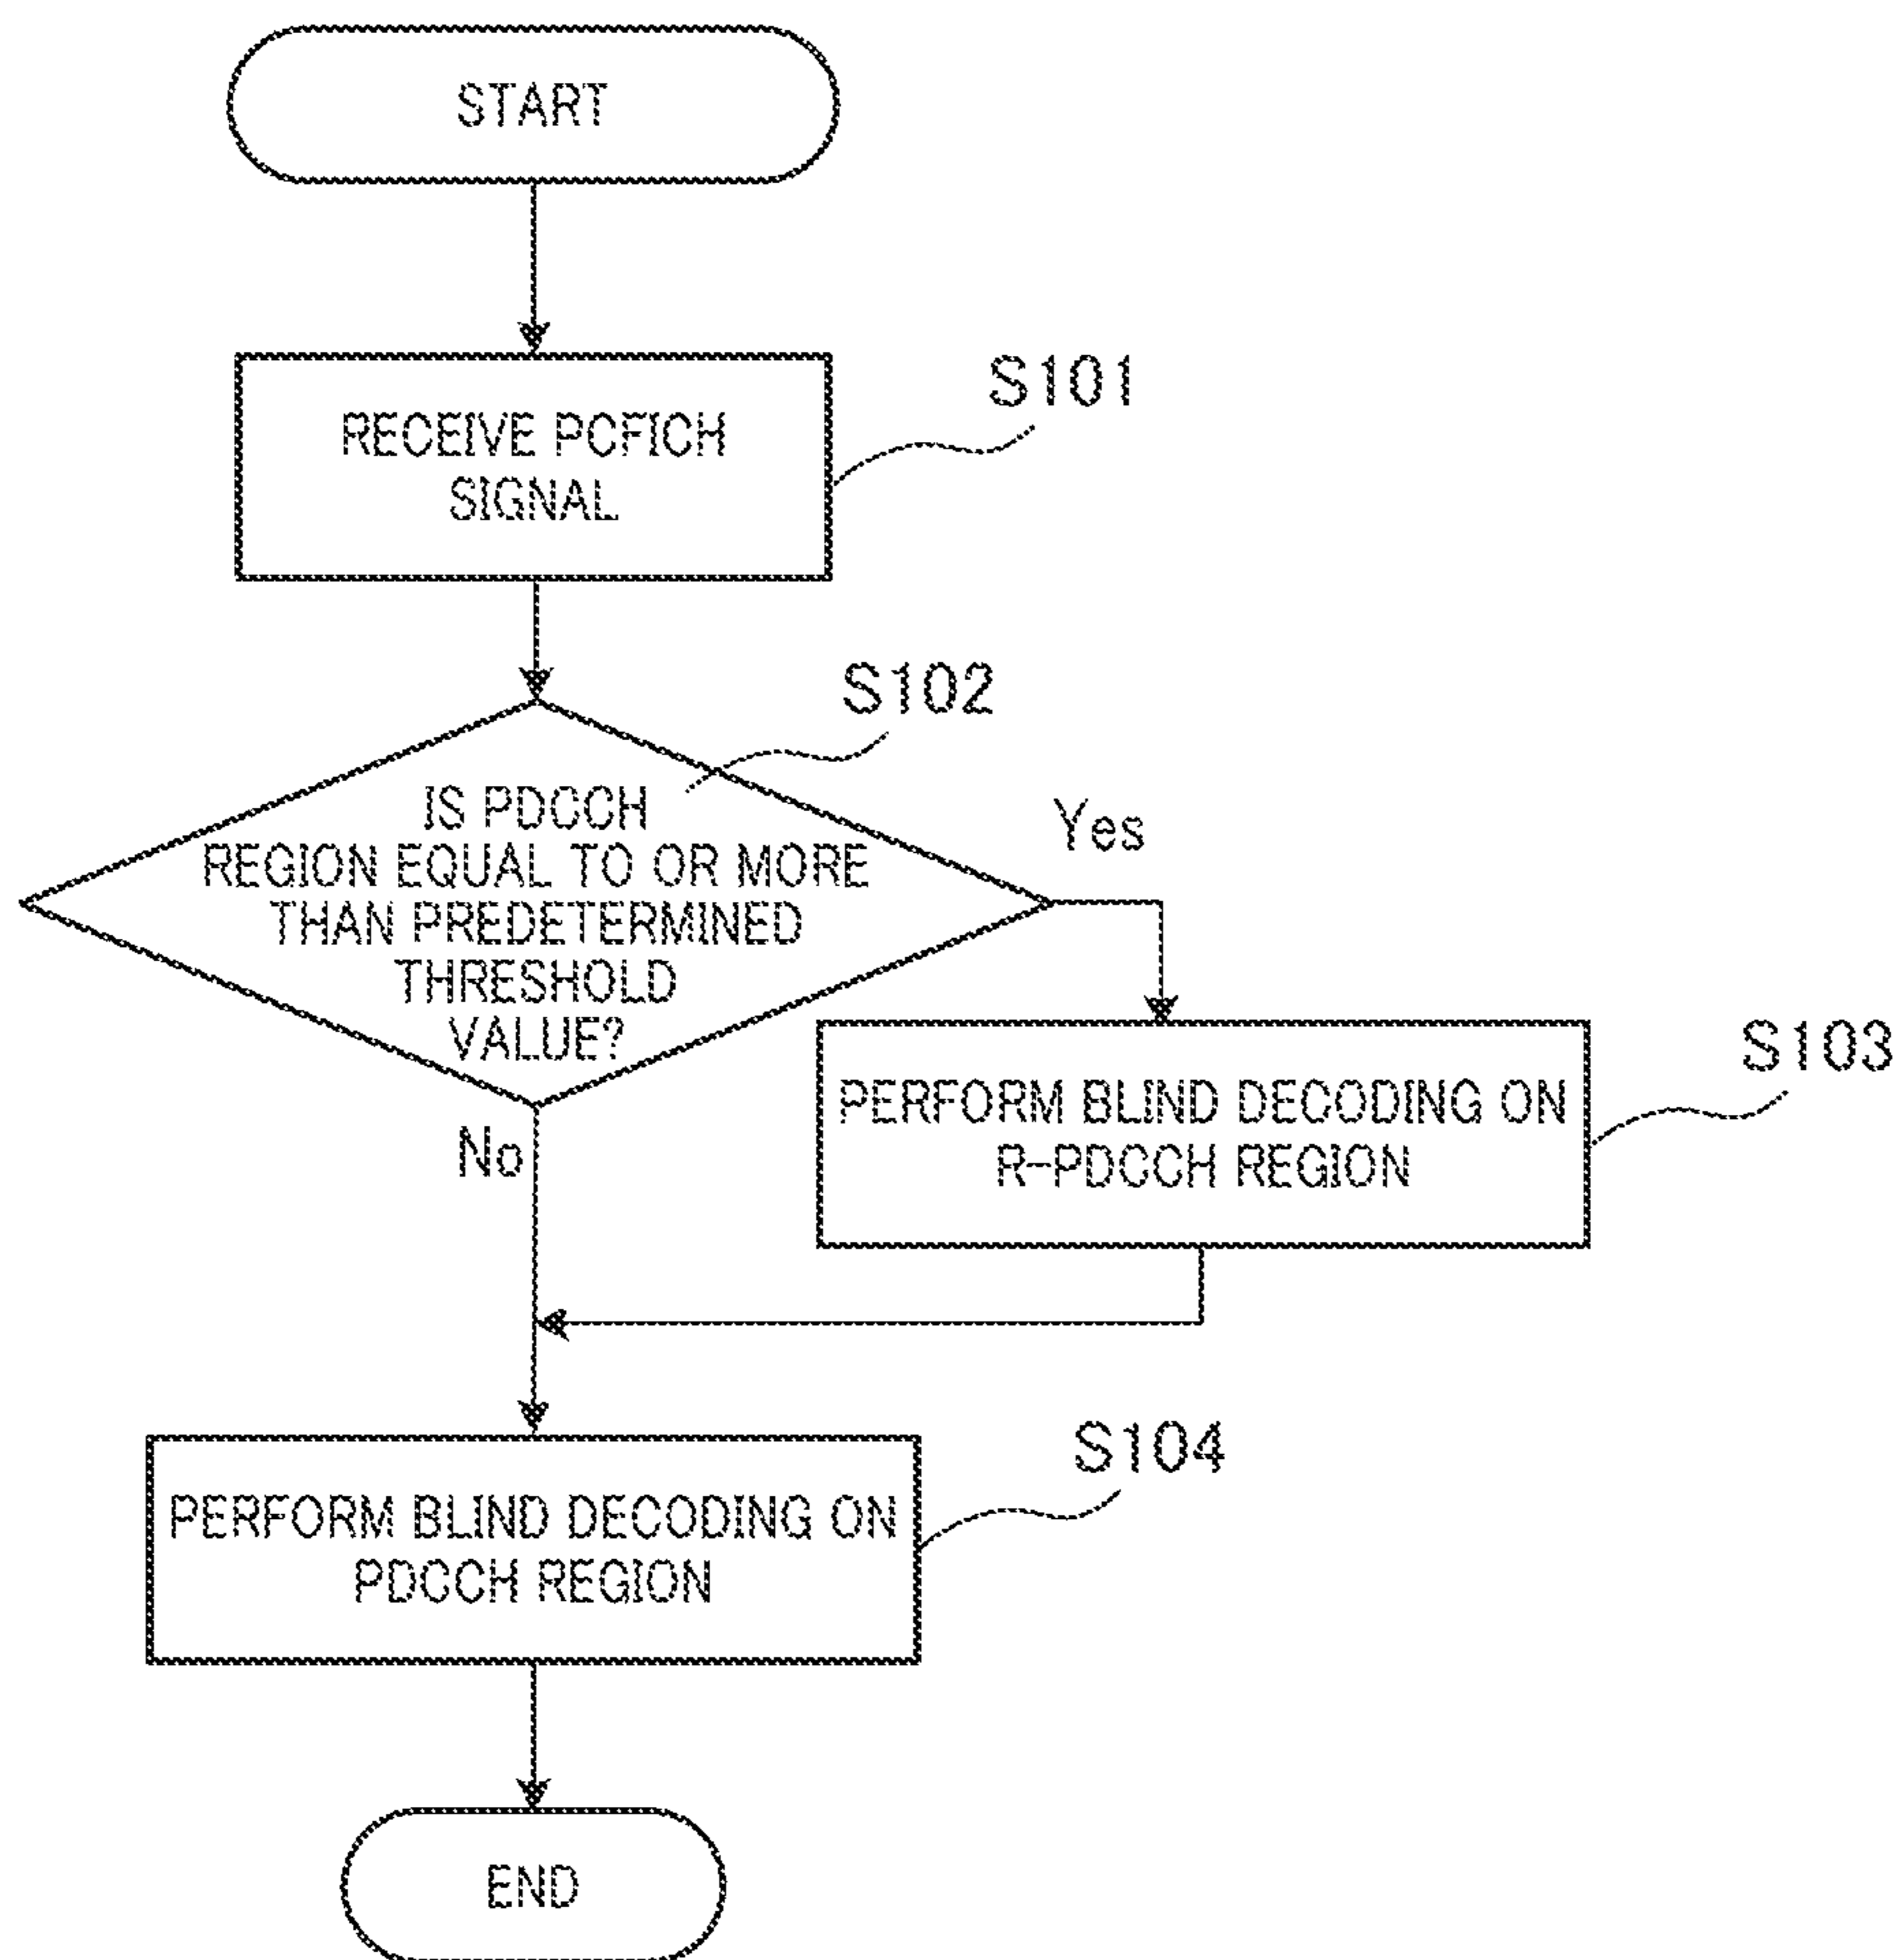 START
RECEIVE PCFICH
SIGNAL
S101
S102
IS PDCCH
REGION EQUAL TO OR MORE
THAN PREDETERMINED
THRESHOLD
VALUE?
Yes
No
PERFORM BLIND DECODING ON
R-PDCCH REGION
S103
PERFORM BLIND DECODING ON
PDCCH REGION
S104
END